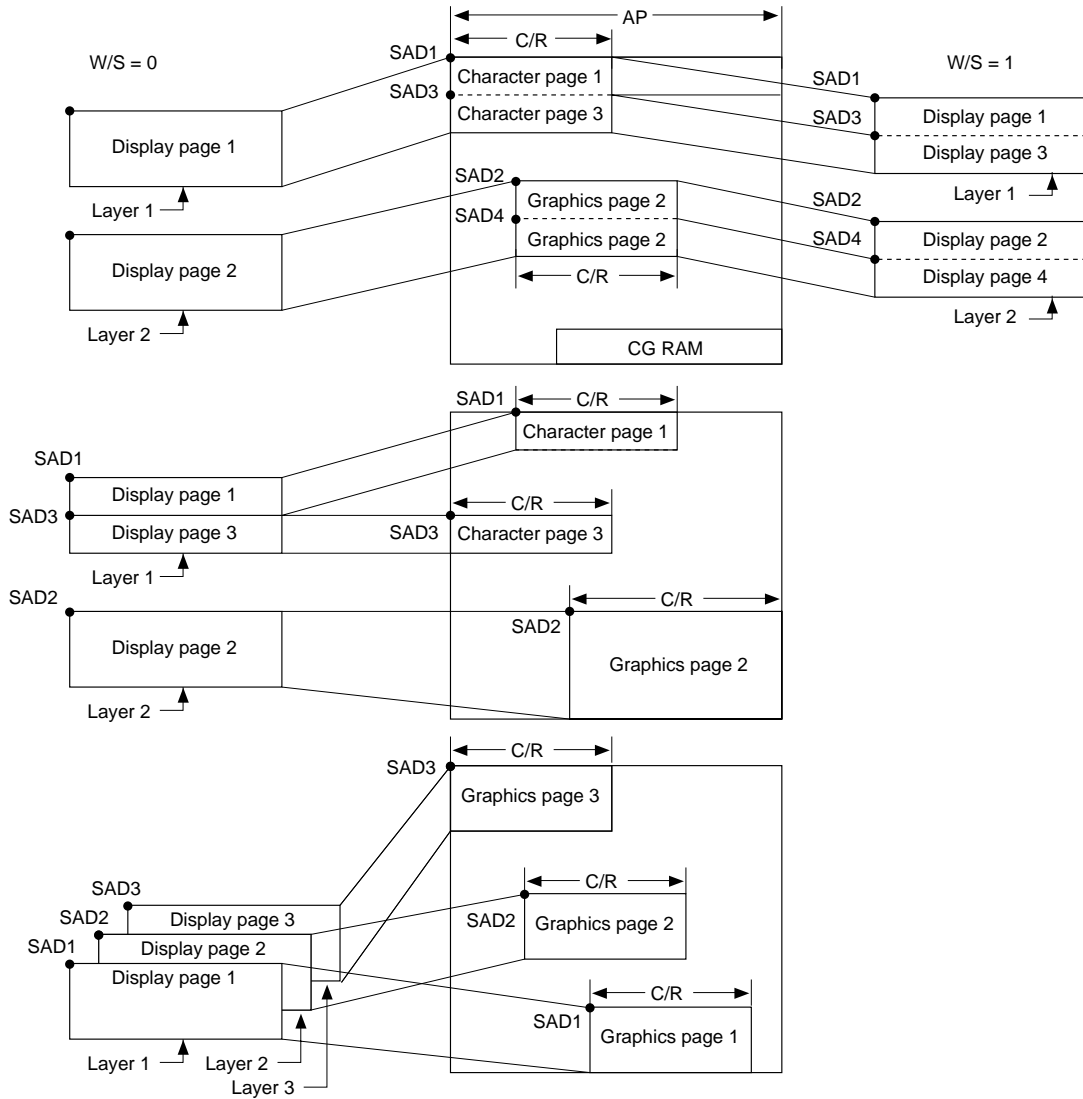 AP
C/R
W/S = 0
SAD1
W/S = 1
Character page 1
SAD1
SAD3
Display page 1
Character page 3
SAD3
Display page 1
Display page 3
Layer 1
SAD2
Layer 1
Graphics page 2
SAD2
SAD4
Display page 2
Graphics page 2
SAD4
Display page 2
C/R
Display page 4
Layer 2
Layer 2
CG RAM
SAD1
C/R
Character page 1
SAD1
Display page 1
C/R
SAD3
Display page 3
SAD3
Character page 3
Layer 1
SAD2
C/R
SAD2
Display page 2
Graphics page 2
Layer 2
C/R
SAD3
Graphics page 3
C/R
SAD3
Display page 3
SAD2
SAD2
Graphics page 2
Display page 2
SAD1
Display page 1
C/R
SAD1
Graphics page 1
Layer 1
Layer 2
Layer 3